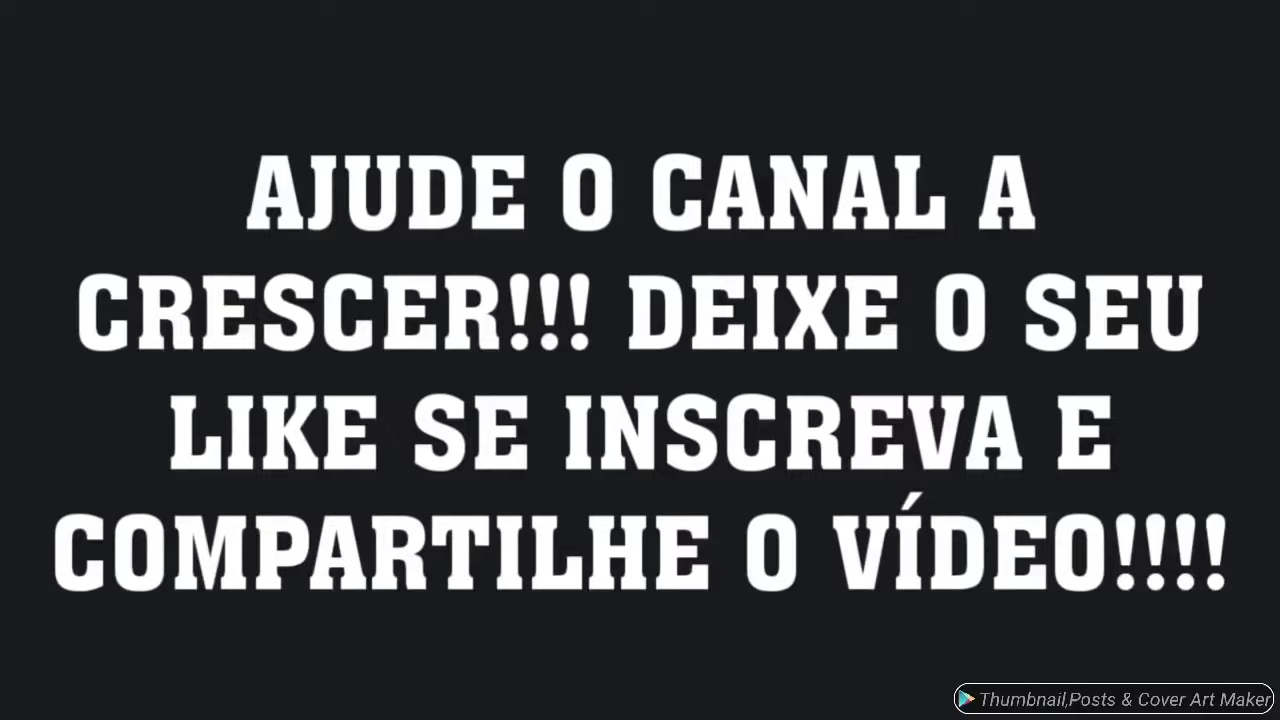 AJUDE O CANAL A
CRESCER!!! DEIXE O SEU
LIKE SE INSCREVA E
COMPARTILHE O VÍDEO!!!!
Thumbnail,Posts & Cover Art Maker